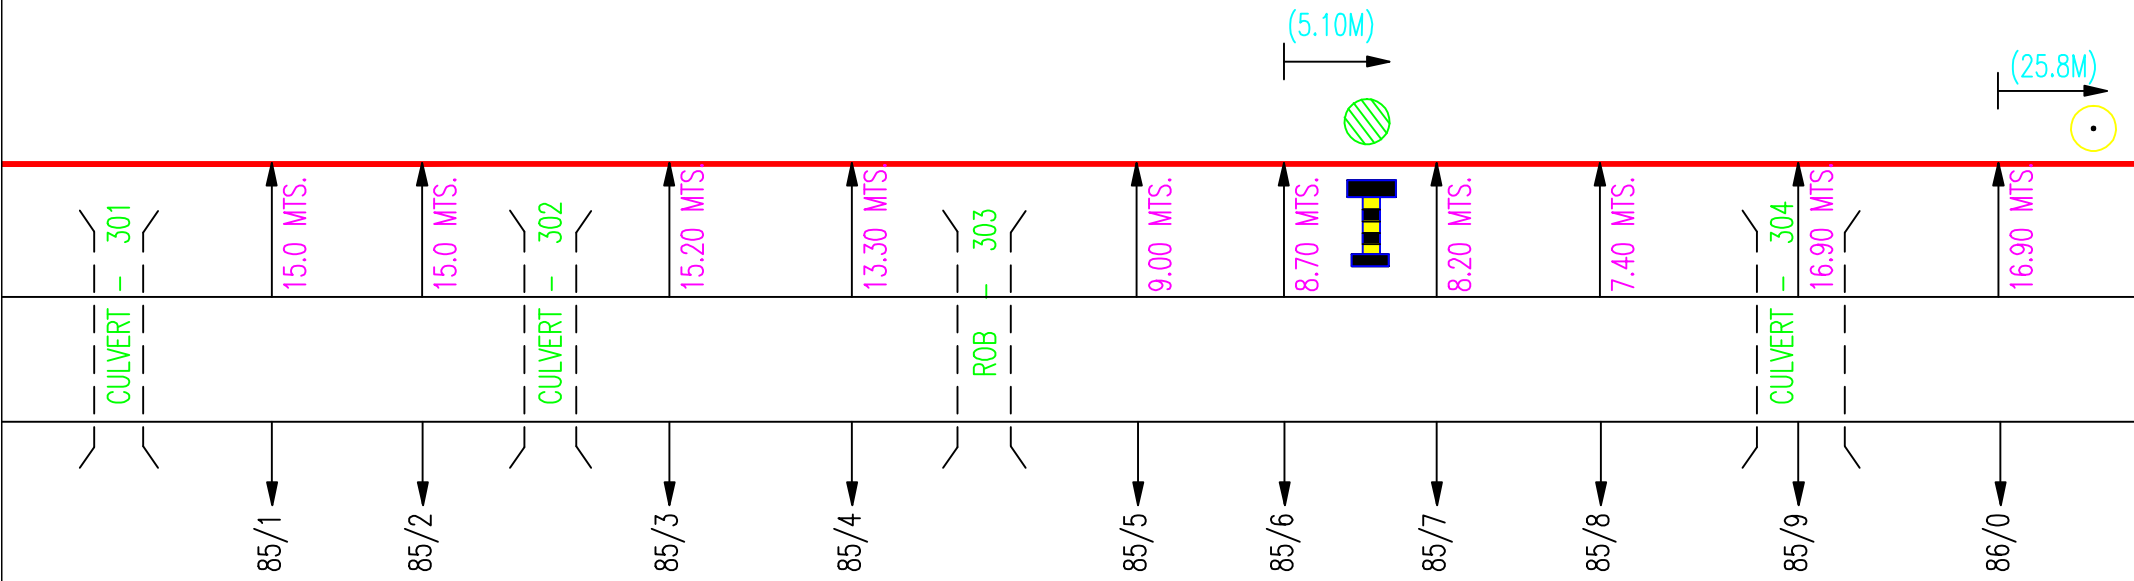 (5.10M)
(25.8M)
15.0 MTS.
15.0 MTS.
15.20 MTS.
13.30 MTS.
9.00 MTS.
8.70 MTS.
8.20 MTS.
7.40 MTS.
16.90 MTS.
16.90 MTS.
CULVERT - 301
CULVERT - 302
ROB - 303
CULVERT - 304
85/1
85/2
85/3
85/4
85/5
85/6
85/7
85/8
85/9
86/0